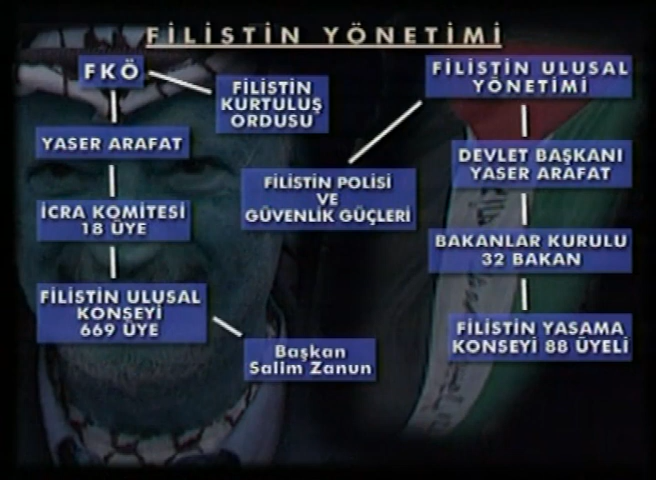 FİLİSTİN YÖNETİMİ
FKÖ
FİLİSTİN
KURTULUŞ
ORDUSU
YASER ARAFAT
İCRA KOMİTESİ
18 ÜYE
FİLİSTİN ULUSAL
KONSEYİ
669 ÜYE
Başkan
Salim Zanun
FİLİSTİN ULUSAL
YÖNETİMİ
FİLİSTİN POLİSİ
VE
GÜVENLİK GÜÇLERİ
DEVLET BAŞKANI
YASER ARAFAT
BAKANLAR KURULU
32 BAKAN
FİLİSTİN YASAMA
KONSEYİ 88 ÜYELİ